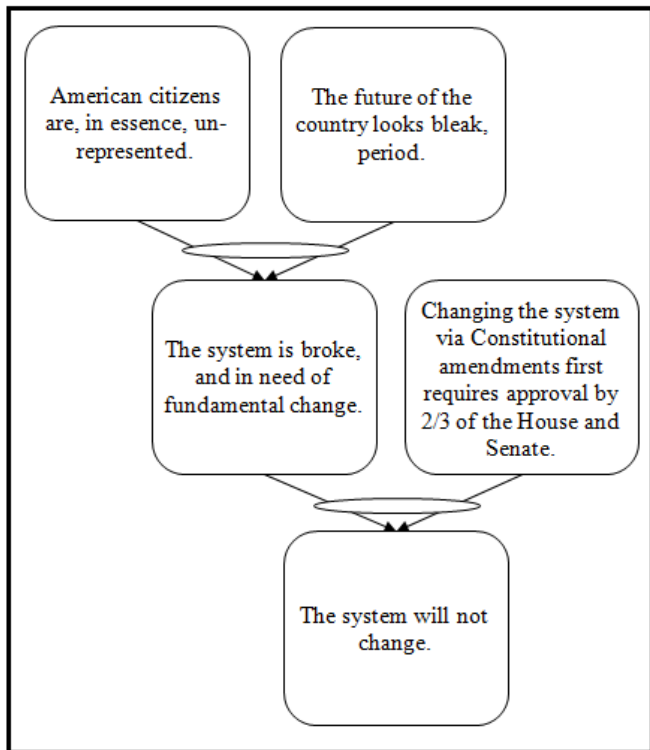 American citizens
are, in essence, un-
represented.
The future of the
country looks bleak,
period.
The system is broke,
and in need of
fundamental change.
Changing the system
via Constitutional
amendments first
requires approval by
2/3 of the House and
Senate.
The system will not
change.